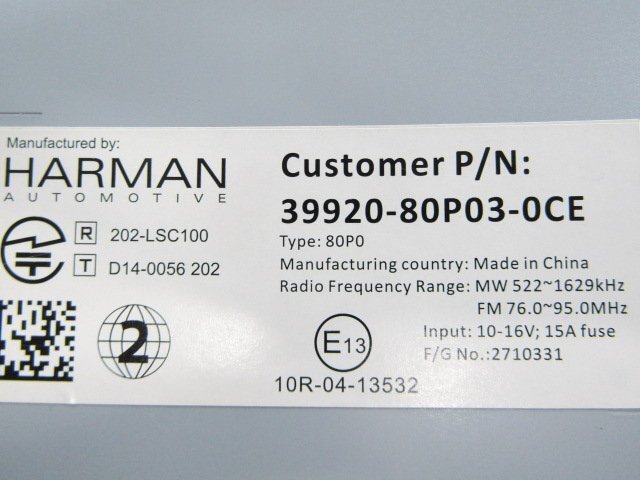 Manufactured by:
HARMAN
AUTOMOTIVE
R 202-LSC100
T D14-0056 202
2
Customer P/N:
39920-80P03-0CE
Type: 80P0
Manufacturing country: Made in China
Radio Frequency Range: MW 522~1629kHz
FM 76.0~95.0MHz
Input: 10-16V; 15A fuse
F/G No.:2710331
E13
10R-04-13532